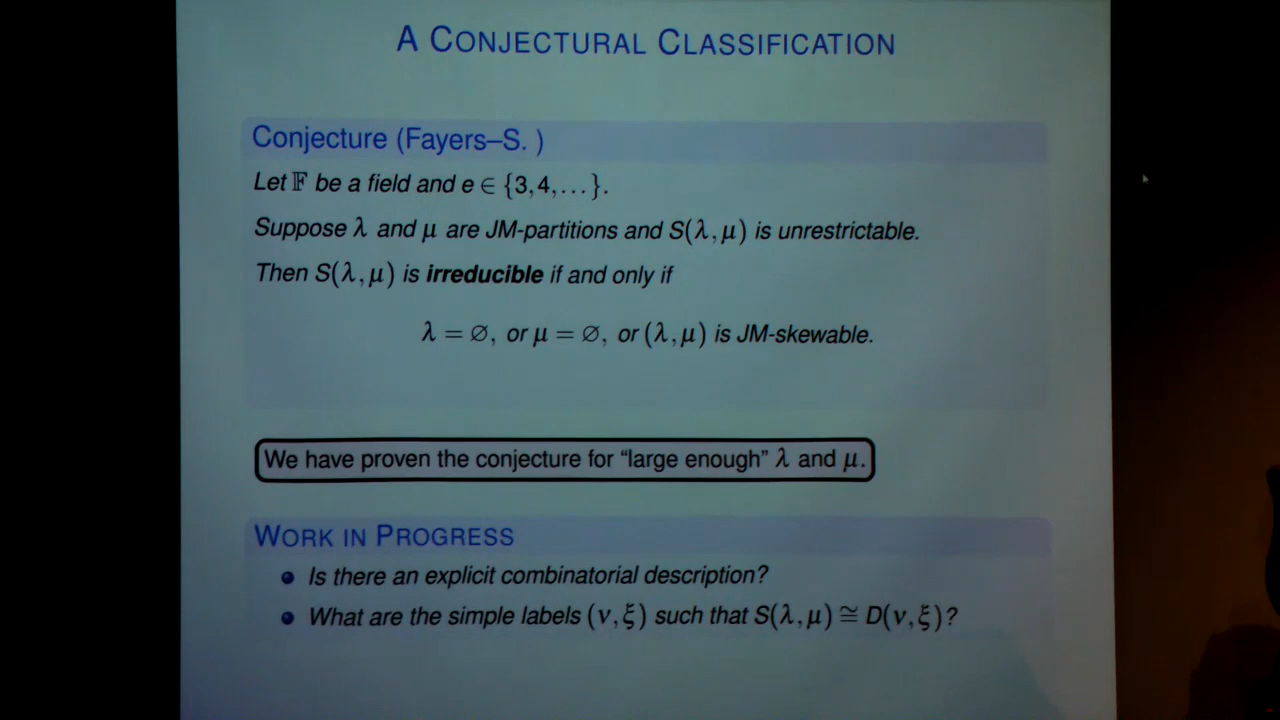 A CONJECTURAL CLASSIFICATION
Conjecture (Fayers–S. )
Let 𝔽 be a field and e ∈ {3,4,…}.
Suppose λ and μ are JM-partitions and S(λ,μ) is unrestrictable.
Then S(λ,μ) is irreducible if and only if
λ = ∅, or μ = ∅, or (λ,μ) is JM-skewable.
We have proven the conjecture for “large enough” λ and μ.
WORK IN PROGRESS
Is there an explicit combinatorial description?
What are the simple labels (ν,ξ) such that S(λ,μ) ≅ D(ν,ξ)?